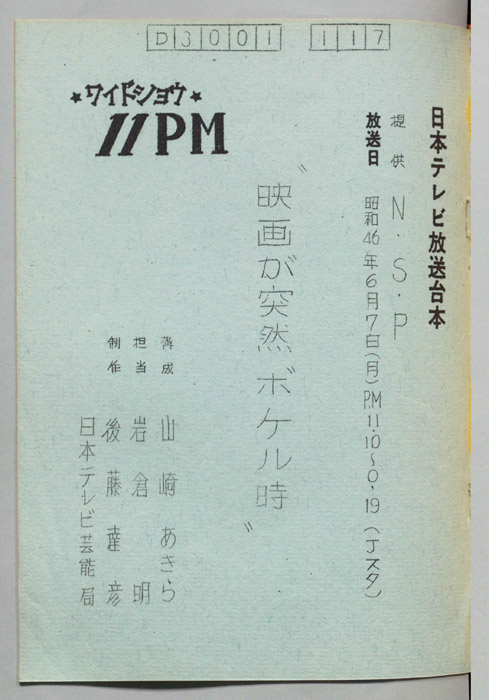 D3001 117
日本テレビ放送台本
提供 N・S・P
放送日 昭和46年6月7日(月) P.M 11.10〜0.19 (Jスタ)
★ワイドショウ★
11PM
〝映画が突然ボケル時〟
構成 山崎あきら
担当 岩倉明
制作 後藤達彦
日本テレビ芸能局